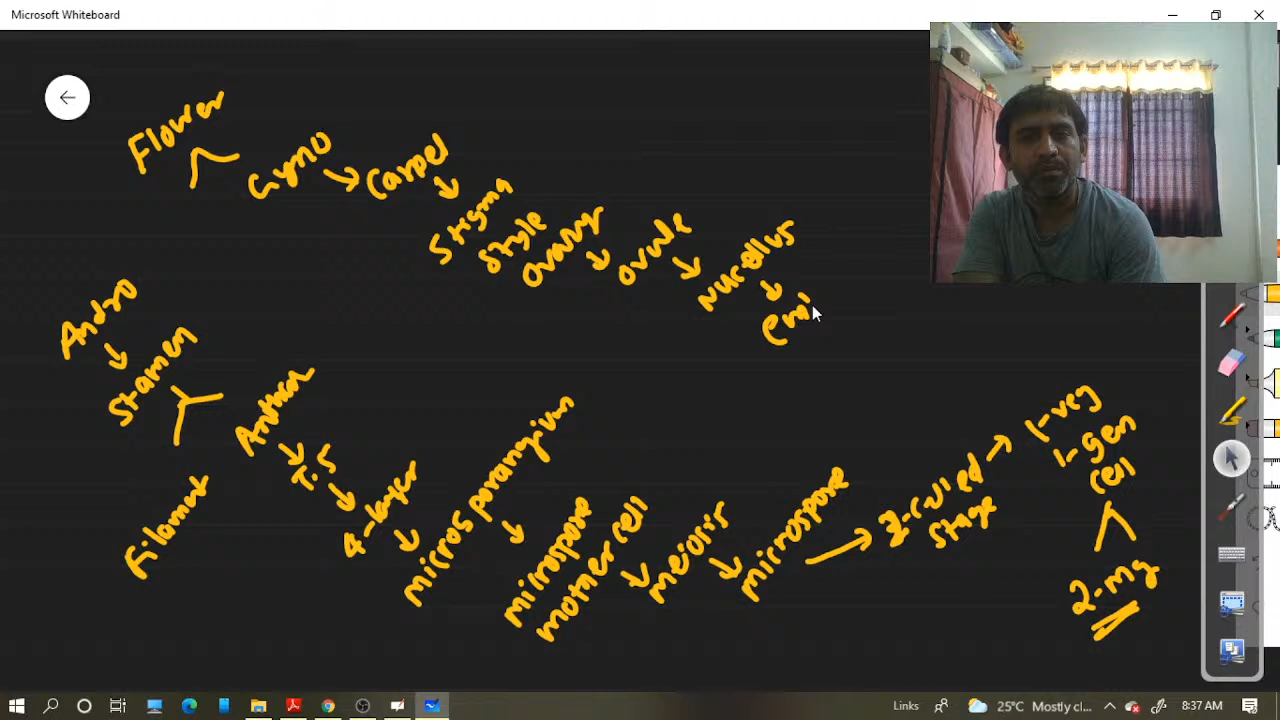 Microsoft Whiteboard
Flower
Gyno → Carpel
Stigma
Style
Ovary
Ovule
Nucellus
Andro
Stamen
Filament
Anther
T.S
4-layer
microsporangium
microspore
mother cell
meiosis
microspore
2-celled
stage
1-veg
1-gen
cell
2-mg
Links
25°C Mostly cl...
8:37 AM